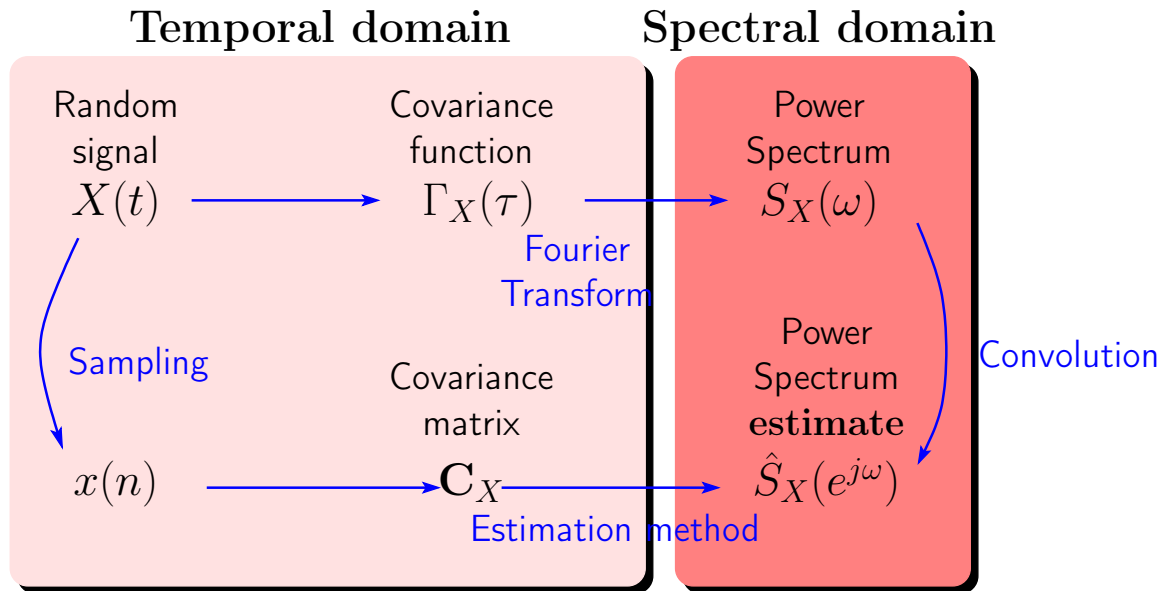 Temporal domain
Spectral domain
Random
signal
X(t)
Covariance
function
Γ_X(τ)
Power
Spectrum
S_X(ω)
Fourier
Transform
Sampling
Convolution
x(n)
Covariance
matrix
𝐂_X
Power
Spectrum
estimate
Ŝ_X(e^{jω})
Estimation method